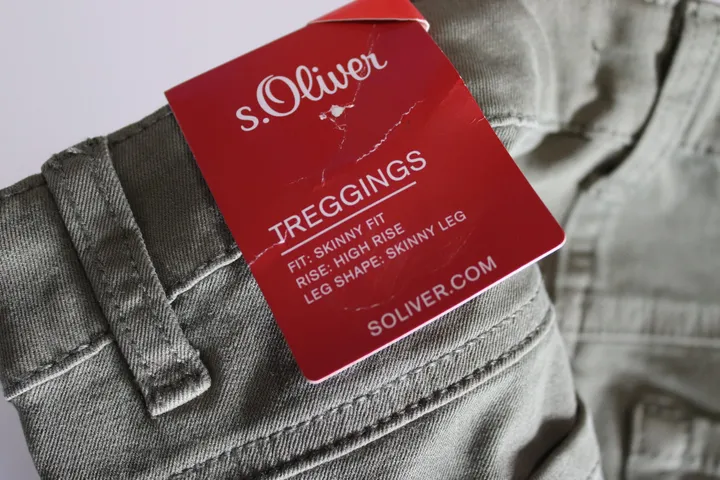 s.Oliver
TREGGINGS
FIT: SKINNY FIT
RISE: HIGH RISE
LEG SHAPE: SKINNY LEG
SOLIVER.COM